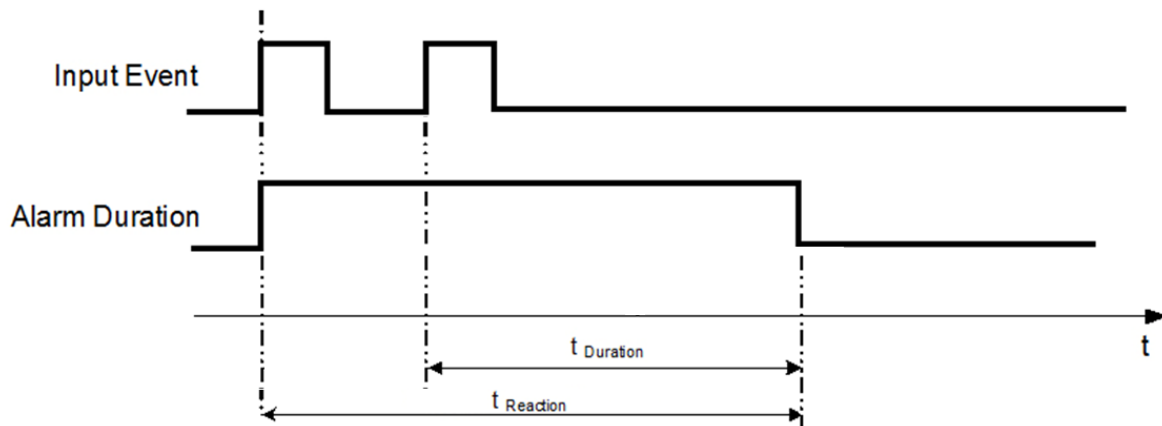 Input Event
Alarm Duration
t
t Duration
t Reaction